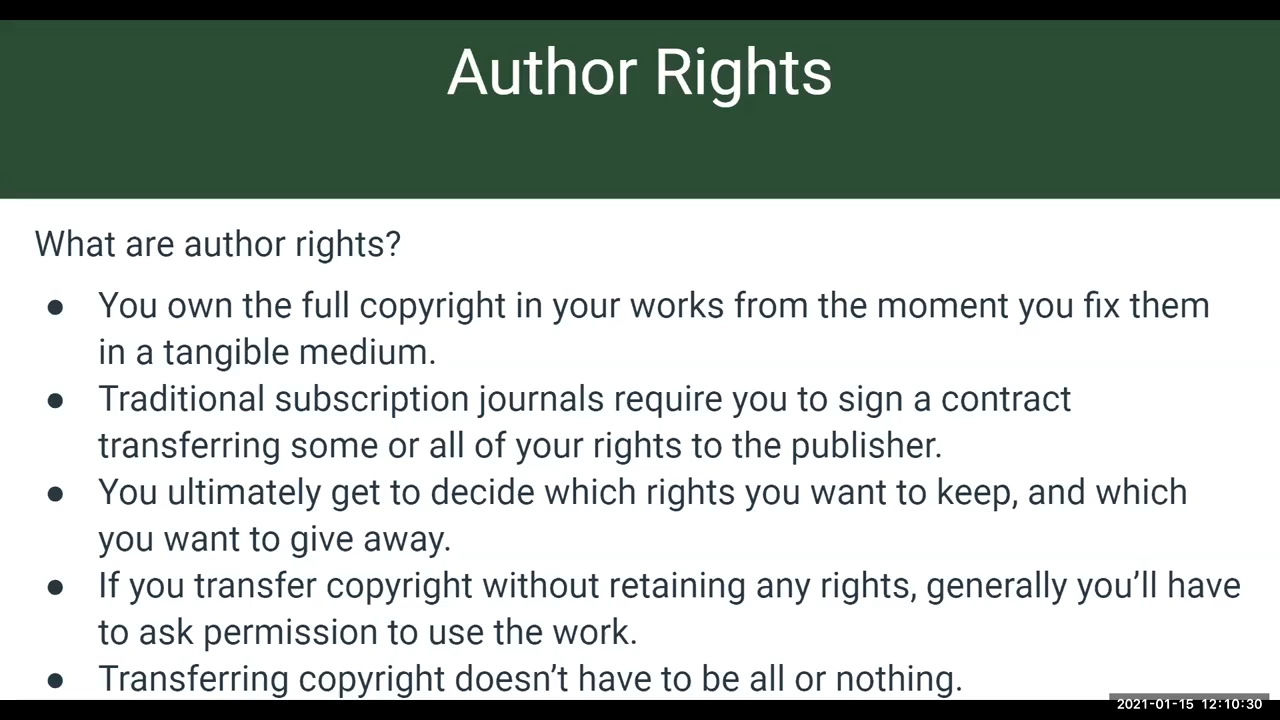 Author Rights
What are author rights?
● You own the full copyright in your works from the moment you fix them
in a tangible medium.
● Traditional subscription journals require you to sign a contract
transferring some or all of your rights to the publisher.
● You ultimately get to decide which rights you want to keep, and which
you want to give away.
● If you transfer copyright without retaining any rights, generally you’ll have
to ask permission to use the work.
● Transferring copyright doesn’t have to be all or nothing.
2021-01-15 12:10:30